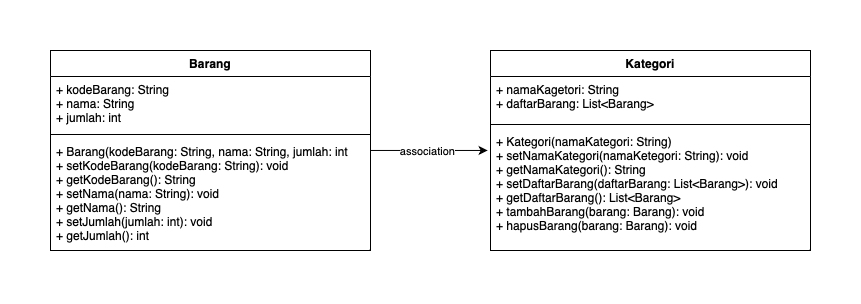 Barang
+ kodeBarang: String
+ nama: String
+ jumlah: int
+ Barang(kodeBarang: String, nama: String, jumlah: int
+ setKodeBarang(kodeBarang: String): void
+ getKodeBarang(): String
+ setNama(nama: String): void
+ getNama(): String
+ setJumlah(jumlah: int): void
+ getJumlah(): int
association
Kategori
+ namaKagetori: String
+ daftarBarang: List<Barang>
+ Kategori(namaKategori: String)
+ setNamaKategori(namaKetegori: String): void
+ getNamaKategori(): String
+ setDaftarBarang(daftarBarang: List<Barang>): void
+ getDaftarBarang(): List<Barang>
+ tambahBarang(barang: Barang): void
+ hapusBarang(barang: Barang): void